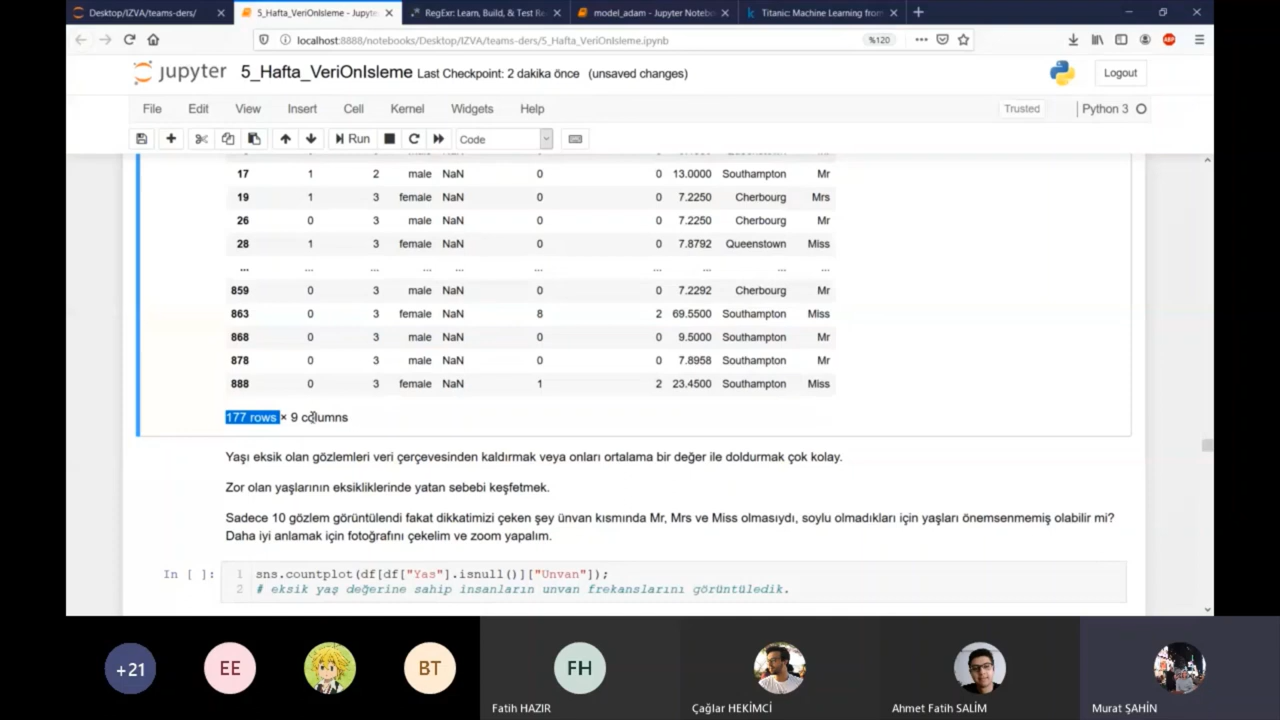 Desktop/IZVA/teams-ders/
5_Hafta_VeriOnIsleme - Jupyte
RegExr: Learn, Build, & Test Re
model_adam - Jupyter Notebo
Titanic: Machine Learning from
localhost:8888/notebooks/Desktop/IZVA/teams-ders/5_Hafta_VeriOnIsleme.ipynb
%120
ABP
jupyter 5_Hafta_VeriOnIsleme Last Checkpoint: 2 dakika önce (unsaved changes)
Logout
File Edit View Insert Cell Kernel Widgets Help
Trusted
Python 3
Run
Code
17 1 2 male NaN 0 0 13.0000 Southampton Mr
19 1 3 female NaN 0 0 7.2250 Cherbourg Mrs
26 0 3 male NaN 0 0 7.2250 Cherbourg Mr
28 1 3 female NaN 0 0 7.8792 Queenstown Miss
... ... ... ... ... ... ... ... ... ...
859 0 3 male NaN 0 0 7.2292 Cherbourg Mr
863 0 3 female NaN 8 2 69.5500 Southampton Miss
868 0 3 male NaN 0 0 9.5000 Southampton Mr
878 0 3 male NaN 0 0 7.8958 Southampton Mr
888 0 3 female NaN 1 2 23.4500 Southampton Miss
177 rows × 9 columns
Yaşı eksik olan gözlemleri veri çerçevesinden kaldırmak veya onları ortalama bir değer ile doldurmak çok kolay.
Zor olan yaşlarının eksikliklerinde yatan sebebi keşfetmek.
Sadece 10 gözlem görüntülendi fakat dikkatimizi çeken şey ünvan kısmında Mr, Mrs ve Miss olmasıydı, soylu olmadıkları için yaşları önemsenmemiş olabilir mi?
Daha iyi anlamak için fotoğrafını çekelim ve zoom yapalım.
In [ ]:
1 sns.countplot(df[df["Yas"].isnull()]["Unvan"]);
2 # eksik yaş değerine sahip insanların unvan frekanslarını görüntüledik.
+21
EE
BT
FH
Fatih HAZIR
Çağlar HEKİMCİ
Ahmet Fatih SALİM
Murat ŞAHİN